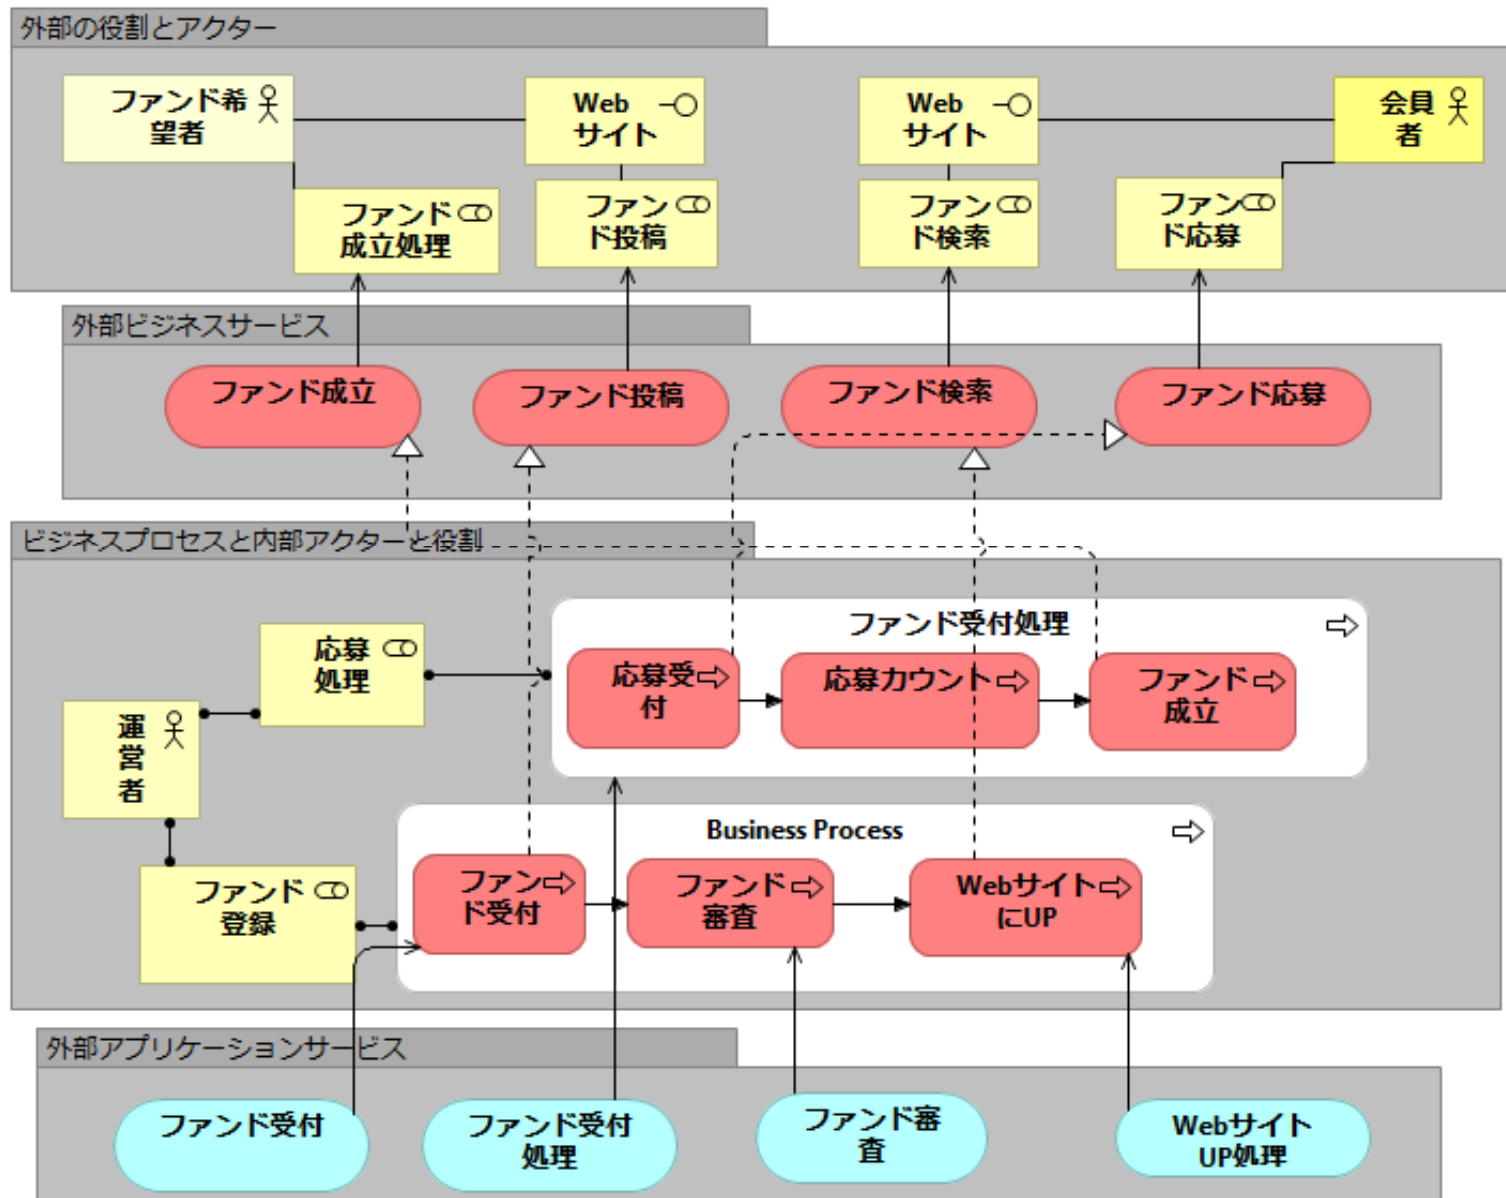 外部の役割とアクター
ファンド希
望者
Web
サイト
Web
サイト
会員
者
ファンド
成立処理
ファン
ド投稿
ファン
ド検索
ファン
ド応募
外部ビジネスサービス
ファンド成立
ファンド投稿
ファンド検索
ファンド応募
ビジネスプロセスと内部アクターと役割
ファンド受付処理
応募
処理
応募受
付
応募カウント
ファンド
成立
運
営
者
Business Process
ファンド
登録
ファン
ド受付
ファンド
審査
Webサイト
にUP
外部アプリケーションサービス
ファンド受付
ファンド受付
処理
ファンド審
査
Webサイト
UP処理